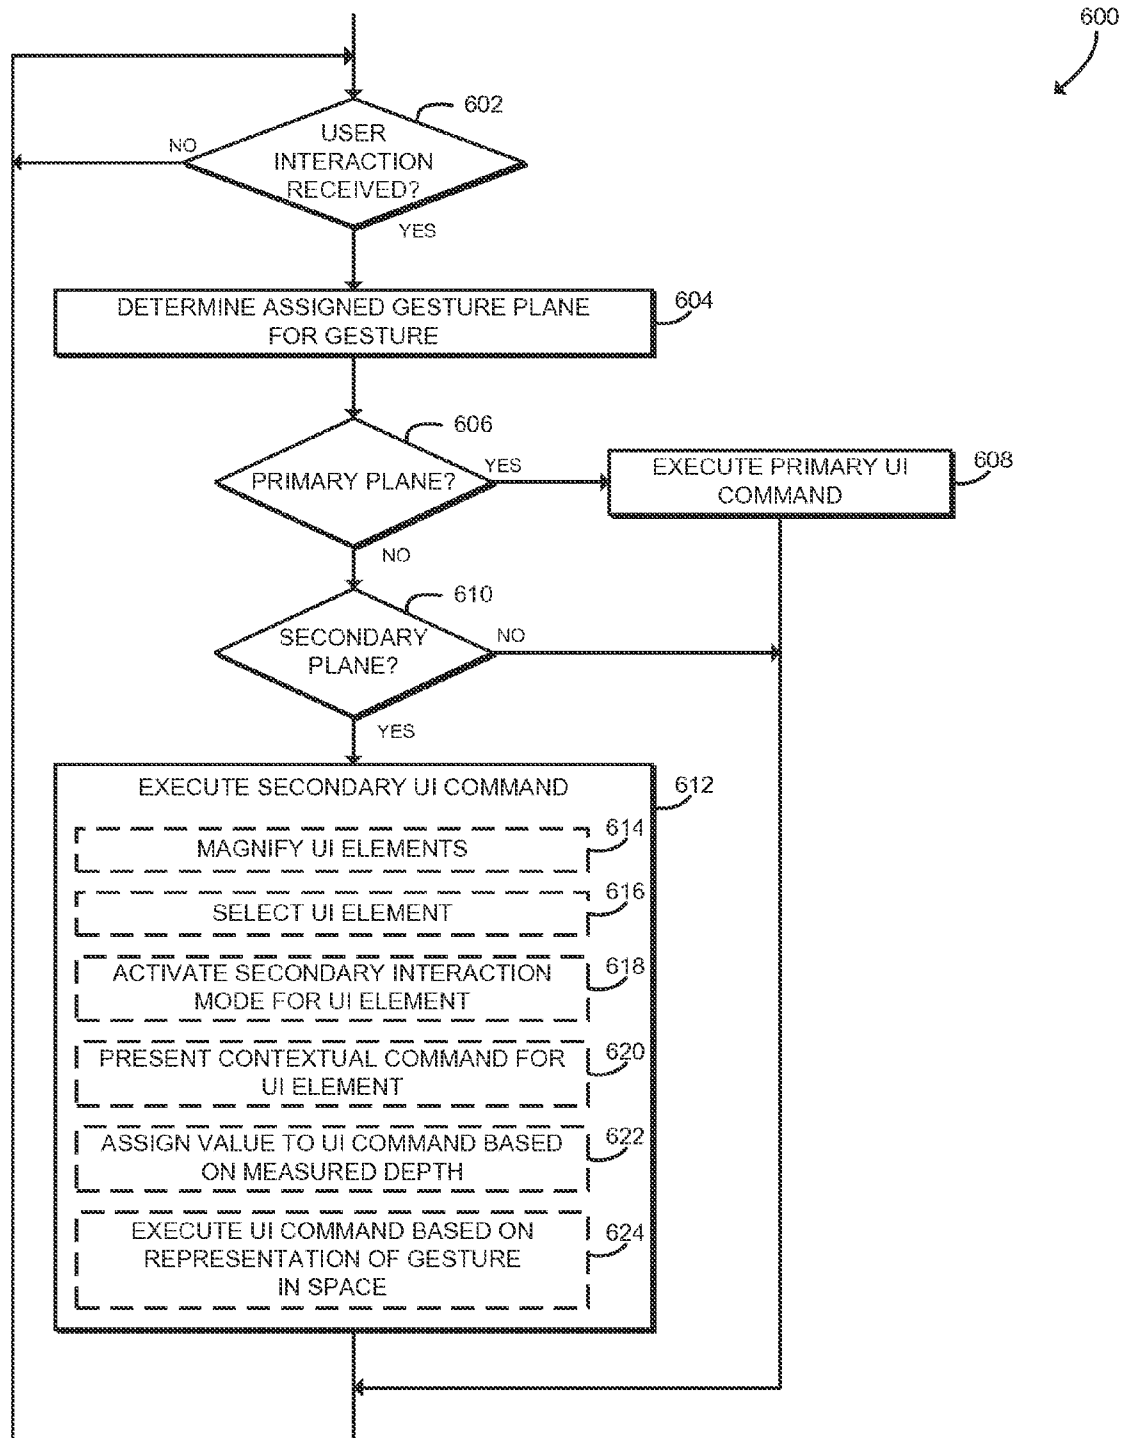 600
602
USER
INTERACTION
RECEIVED?
NO
YES
DETERMINE ASSIGNED GESTURE PLANE
FOR GESTURE
604
606
PRIMARY PLANE?
YES
EXECUTE PRIMARY UI
COMMAND
608
NO
610
SECONDARY
PLANE?
NO
YES
EXECUTE SECONDARY UI COMMAND
612
MAGNIFY UI ELEMENTS
614
SELECT UI ELEMENT
616
ACTIVATE SECONDARY INTERACTION
MODE FOR UI ELEMENT
618
PRESENT CONTEXTUAL COMMAND FOR
UI ELEMENT
620
ASSIGN VALUE TO UI COMMAND BASED
ON MEASURED DEPTH
622
EXECUTE UI COMMAND BASED ON
REPRESENTATION OF GESTURE
IN SPACE
624